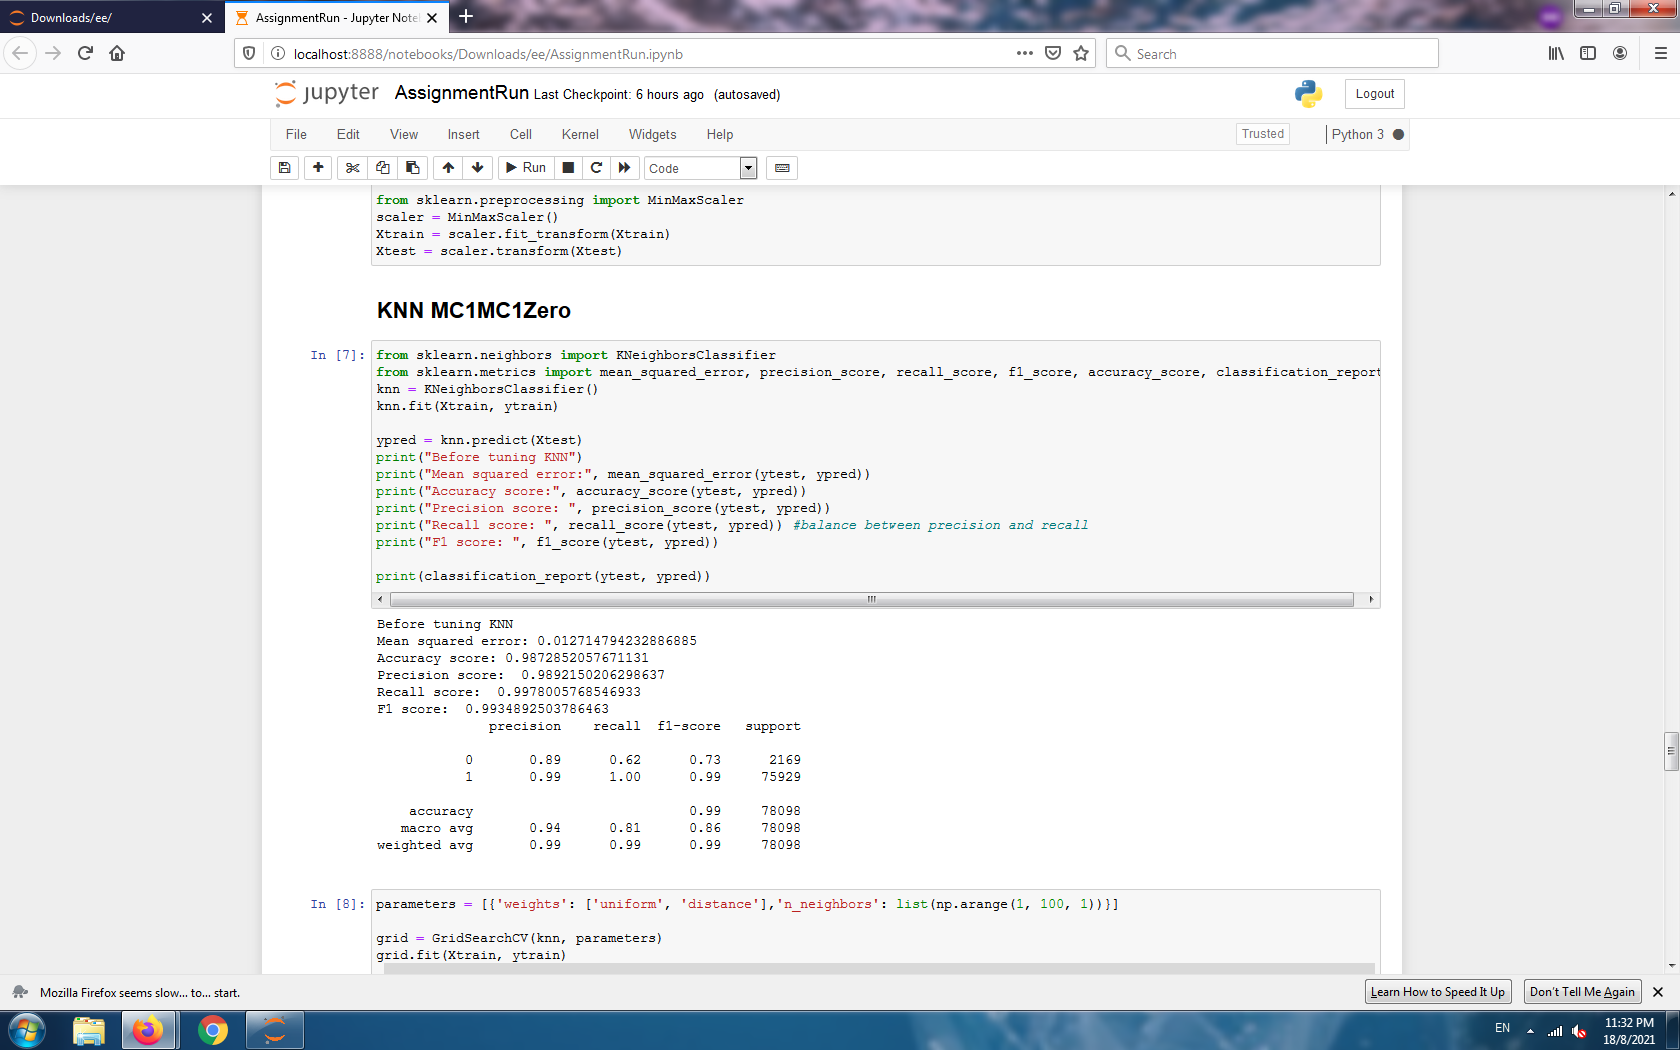 Downloads/ee/
AssignmentRun - Jupyter Note
localhost:8888/notebooks/Downloads/ee/AssignmentRun.ipynb
Search
jupyter AssignmentRun Last Checkpoint: 6 hours ago (autosaved)
Logout
File Edit View Insert Cell Kernel Widgets Help
Trusted
Python 3
Run
Code
from sklearn.preprocessing import MinMaxScaler
scaler = MinMaxScaler()
Xtrain = scaler.fit_transform(Xtrain)
Xtest = scaler.transform(Xtest)
KNN MC1MC1Zero
In [7]:
from sklearn.neighbors import KNeighborsClassifier
from sklearn.metrics import mean_squared_error, precision_score, recall_score, f1_score, accuracy_score, classification_report
knn = KNeighborsClassifier()
knn.fit(Xtrain, ytrain)
ypred = knn.predict(Xtest)
print("Before tuning KNN")
print("Mean squared error:", mean_squared_error(ytest, ypred))
print("Accuracy score:", accuracy_score(ytest, ypred))
print("Precision score: ", precision_score(ytest, ypred))
print("Recall score: ", recall_score(ytest, ypred)) #balance between precision and recall
print("F1 score: ", f1_score(ytest, ypred))
print(classification_report(ytest, ypred))
Before tuning KNN
Mean squared error: 0.012714794232886885
Accuracy score: 0.9872852057671131
Precision score:  0.9892150206298637
Recall score:  0.9978005768546933
F1 score:  0.9934892503786463
precision recall f1-score support
0 0.89 0.62 0.73 2169
1 0.99 1.00 0.99 75929
accuracy 0.99 78098
macro avg 0.94 0.81 0.86 78098
weighted avg 0.99 0.99 0.99 78098
In [8]:
parameters = [{'weights': ['uniform', 'distance'],'n_neighbors': list(np.arange(1, 100, 1))}]
grid = GridSearchCV(knn, parameters)
grid.fit(Xtrain, ytrain)
Mozilla Firefox seems slow... to... start.
Learn How to Speed It Up
Don't Tell Me Again
EN
11:32 PM
18/8/2021